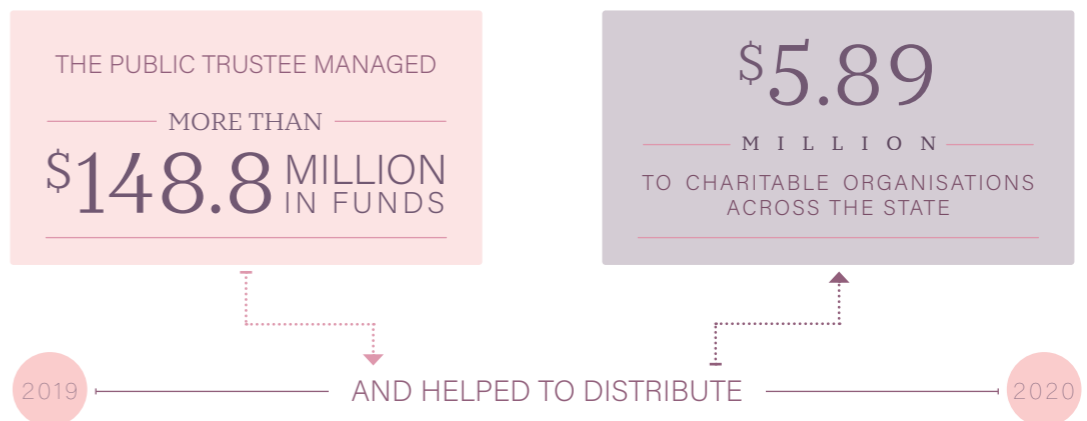 THE PUBLIC TRUSTEE MANAGED
MORE THAN
$148.8 MILLION
IN FUNDS
2019
AND HELPED TO DISTRIBUTE
2020
$5.89
MILLION
TO CHARITABLE ORGANISATIONS
ACROSS THE STATE